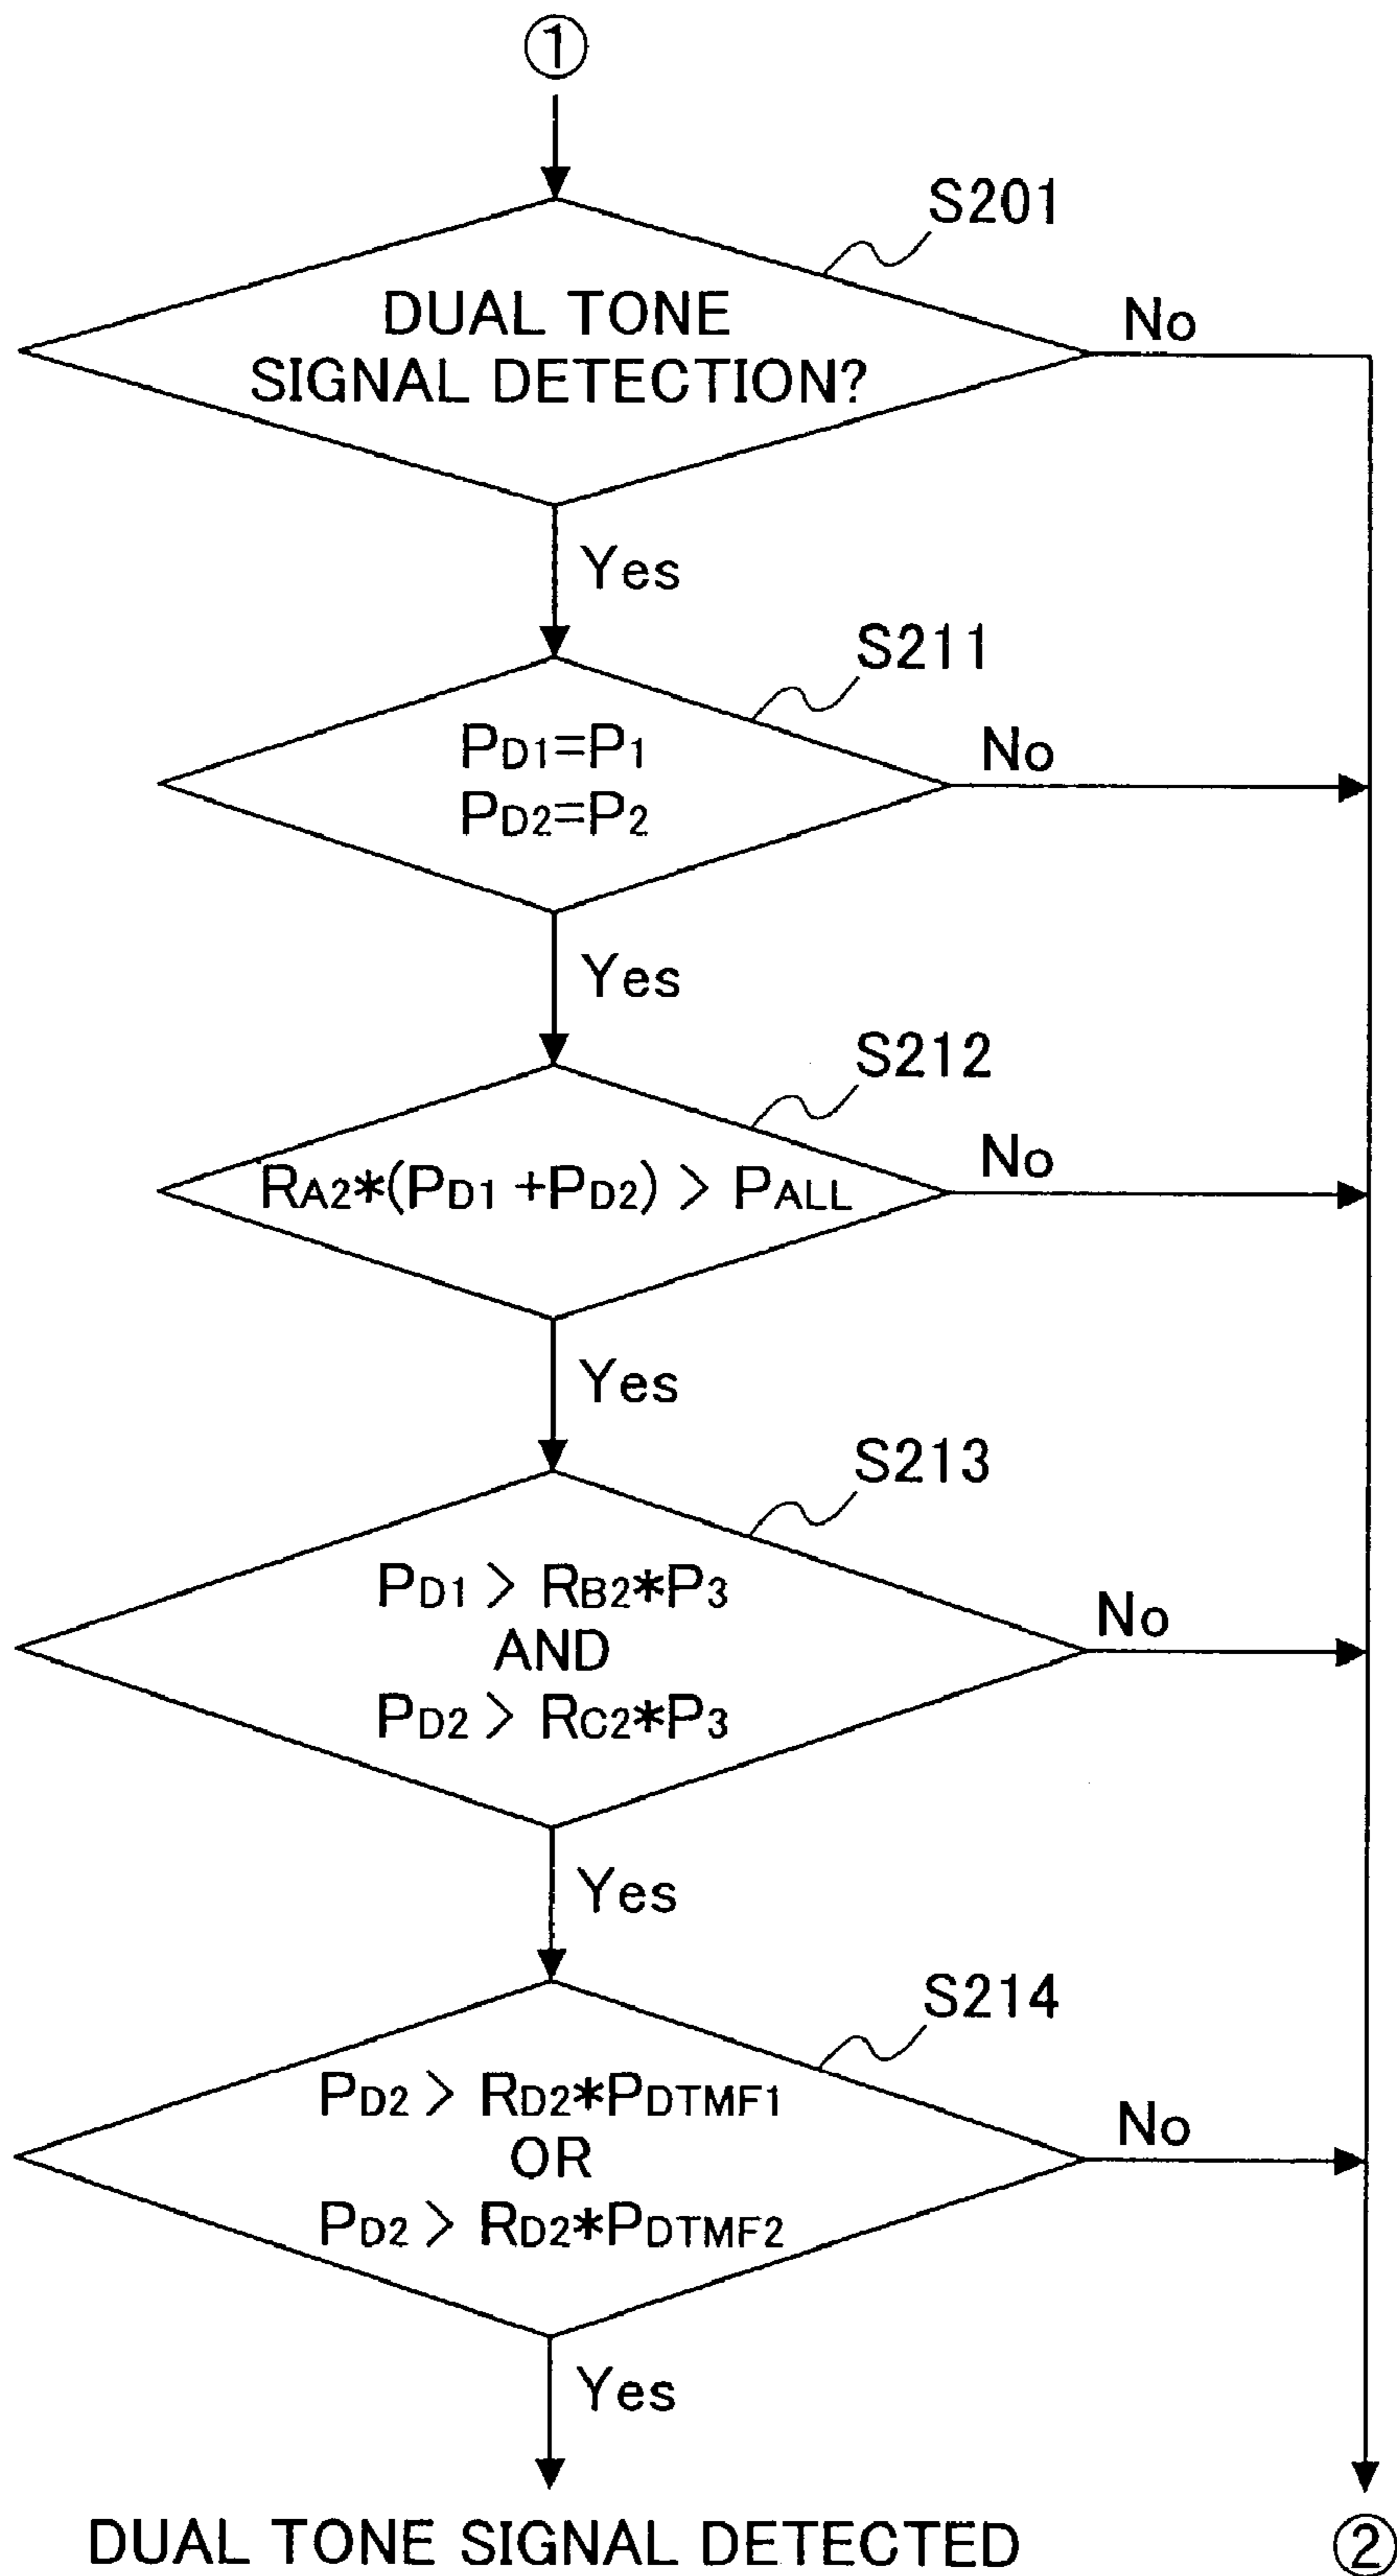 ①
S201
DUAL TONE
SIGNAL DETECTION?
No
Yes
S211
PD1=P1
PD2=P2
No
Yes
S212
RA2*(PD1 +PD2) > PALL
No
Yes
S213
PD1 > RB2*P3
AND
PD2 > RC2*P3
No
Yes
S214
PD2 > RD2*PDTMF1
OR
PD2 > RD2*PDTMF2
No
Yes
DUAL TONE SIGNAL DETECTED
②